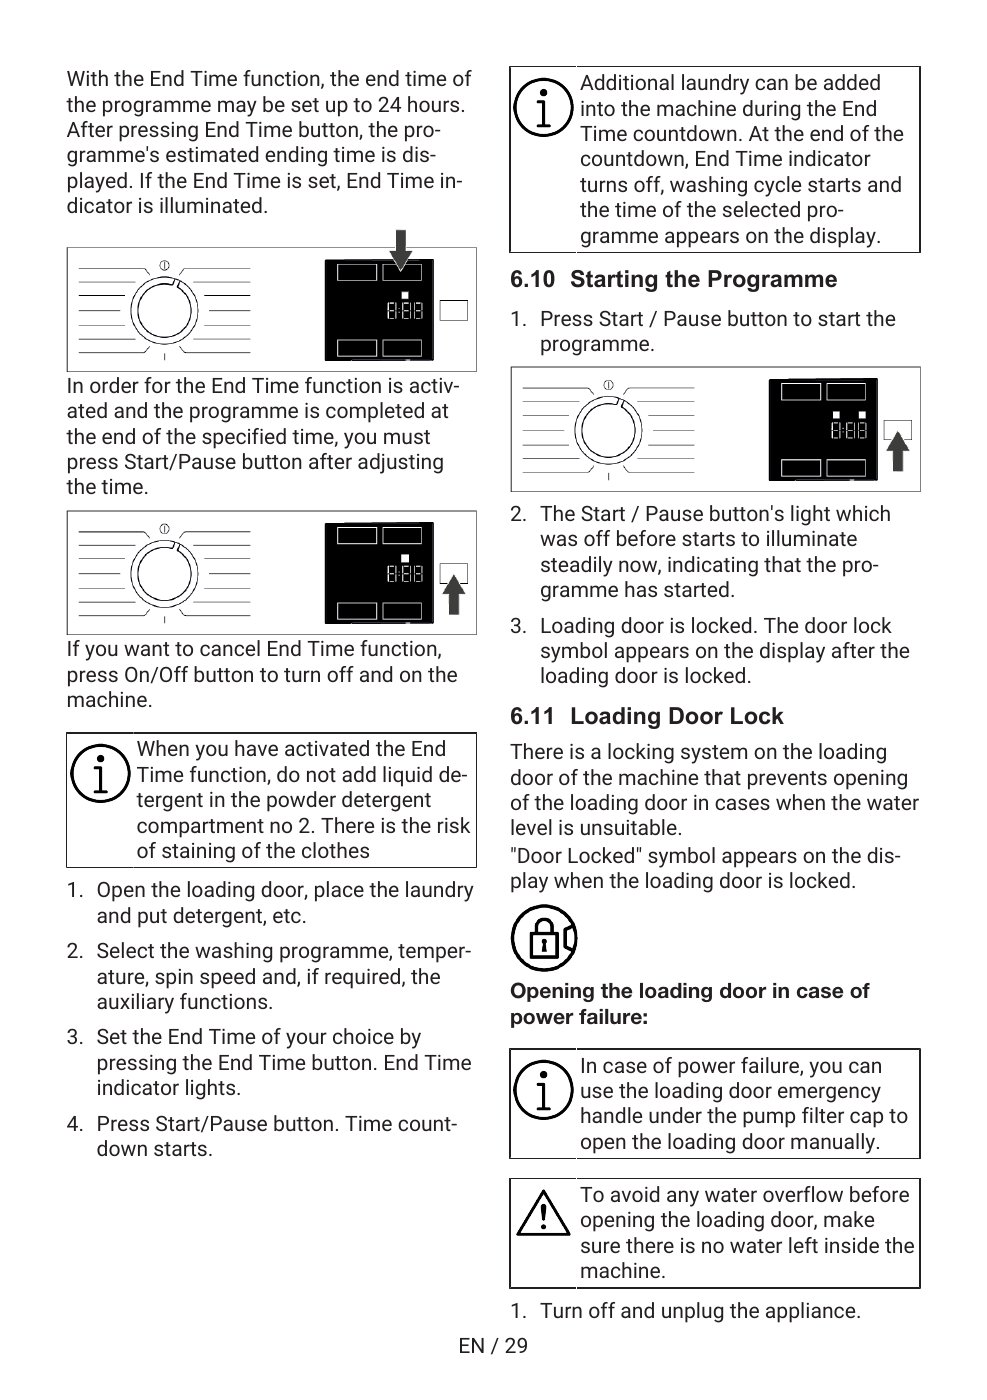 With the End Time function, the end time of
the programme may be set up to 24 hours.
After pressing End Time button, the pro-
gramme's estimated ending time is dis-
played. If the End Time is set, End Time in-
dicator is illuminated.
In order for the End Time function is activ-
ated and the programme is completed at
the end of the specified time, you must
press Start/Pause button after adjusting
the time.
If you want to cancel End Time function,
press On/Off button to turn off and on the
machine.
When you have activated the End
Time function, do not add liquid de-
tergent in the powder detergent
compartment no 2. There is the risk
of staining of the clothes
1. Open the loading door, place the laundry
and put detergent, etc.
2. Select the washing programme, temper-
ature, spin speed and, if required, the
auxiliary functions.
3. Set the End Time of your choice by
pressing the End Time button. End Time
indicator lights.
4. Press Start/Pause button. Time count-
down starts.
Additional laundry can be added
into the machine during the End
Time countdown. At the end of the
countdown, End Time indicator
turns off, washing cycle starts and
the time of the selected pro-
gramme appears on the display.
6.10 Starting the Programme
1. Press Start / Pause button to start the
programme.
2. The Start / Pause button's light which
was off before starts to illuminate
steadily now, indicating that the pro-
gramme has started.
3. Loading door is locked. The door lock
symbol appears on the display after the
loading door is locked.
6.11 Loading Door Lock
There is a locking system on the loading
door of the machine that prevents opening
of the loading door in cases when the water
level is unsuitable.
"Door Locked" symbol appears on the dis-
play when the loading door is locked.
Opening the loading door in case of
power failure:
In case of power failure, you can
use the loading door emergency
handle under the pump filter cap to
open the loading door manually.
To avoid any water overflow before
opening the loading door, make
sure there is no water left inside the
machine.
1. Turn off and unplug the appliance.
EN / 29